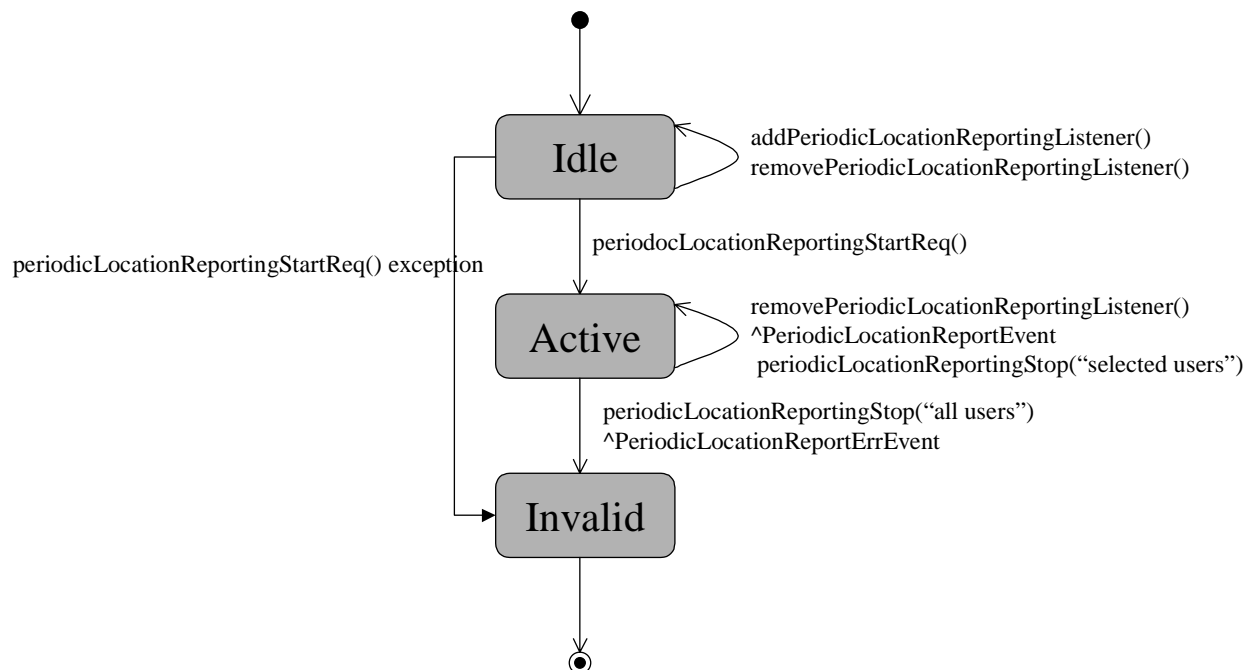 Idle
addPeriodicLocationReportingListener()
removePeriodicLocationReportingListener()
periodocLocationReportingStartReq()
periodicLocationReportingStartReq() exception
Active
removePeriodicLocationReportingListener()
^PeriodicLocationReportEvent
periodicLocationReportingStop(“selected users”)
periodicLocationReportingStop(“all users”)
^PeriodicLocationReportErrEvent
Invalid